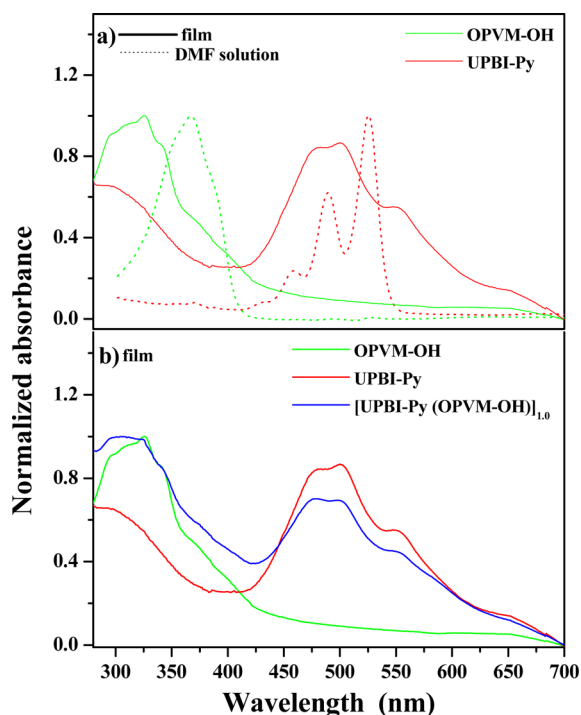 a)
film
DMF solution
OPVM-OH
UPBI-Py
1.2
0.8
0.4
0.0
b) film
OPVM-OH
UPBI-Py
[UPBI-Py (OPVM-OH)]1.0
1.2
0.8
0.4
0.0
Normalized absorbance
300 350 400 450 500 550 600 650 700
Wavelength (nm)